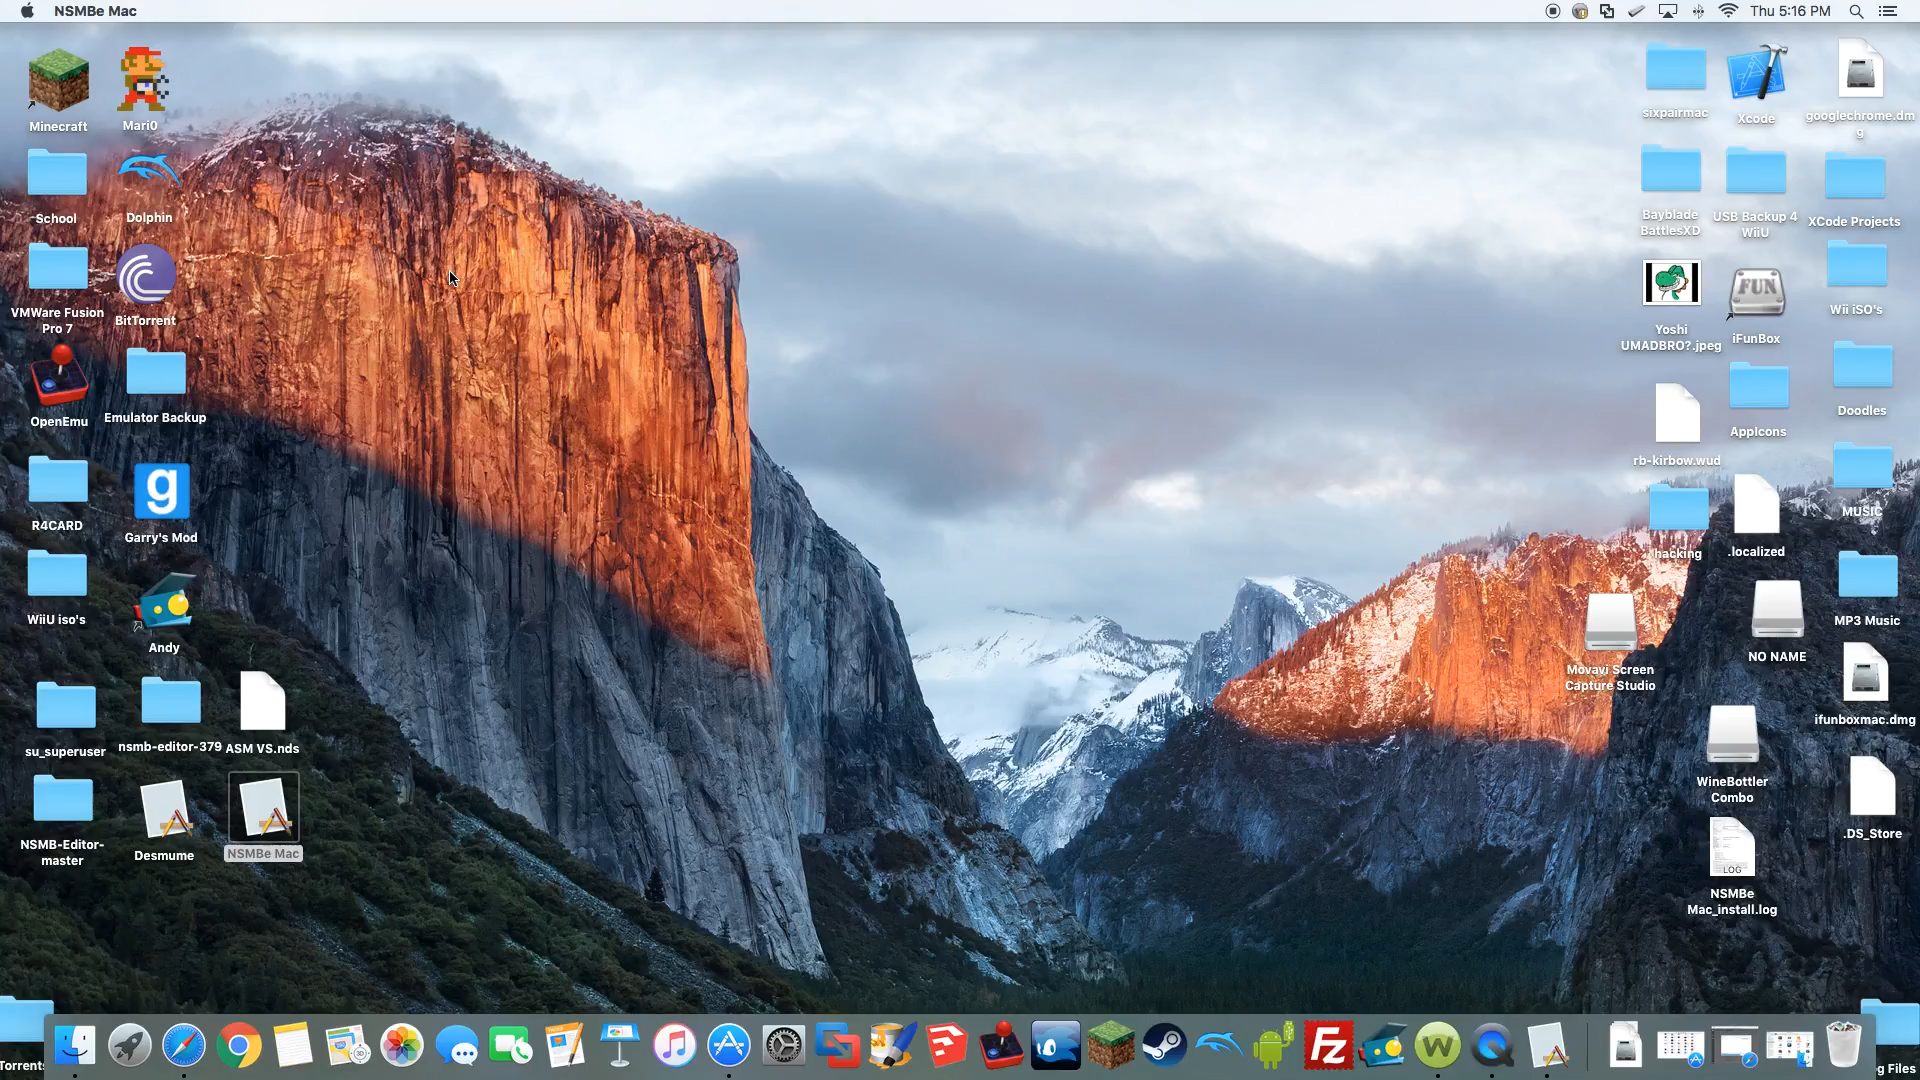 NSMBe Mac
Thu 5:16 PM
Minecraft
Mari0
School
Dolphin
VMWare Fusion
Pro 7
BitTorrent
OpenEmu
Emulator Backup
R4CARD
Garry's Mod
WiiU iso's
Andy
su_superuser
nsmb-editor-379
ASM VS.nds
NSMB-Editor-
master
Desmume
NSMBe Mac
sixpairmac
Xcode
googlechrome.dm
g
Bayblade
BattlesXD
USB Backup 4
WiiU
XCode Projects
Yoshi
UMADBRO?.jpeg
FUN
iFunBox
Wii iSO's
rb-kirbow.wud
AppIcons
Doodles
hacking
.localized
MUSIC
Movavi Screen
Capture Studio
NO NAME
MP3 Music
ifunboxmac.dmg
WineBottler
Combo
.DS_Store
LOG
NSMBe
Mac_install.log
Torrents
g Files